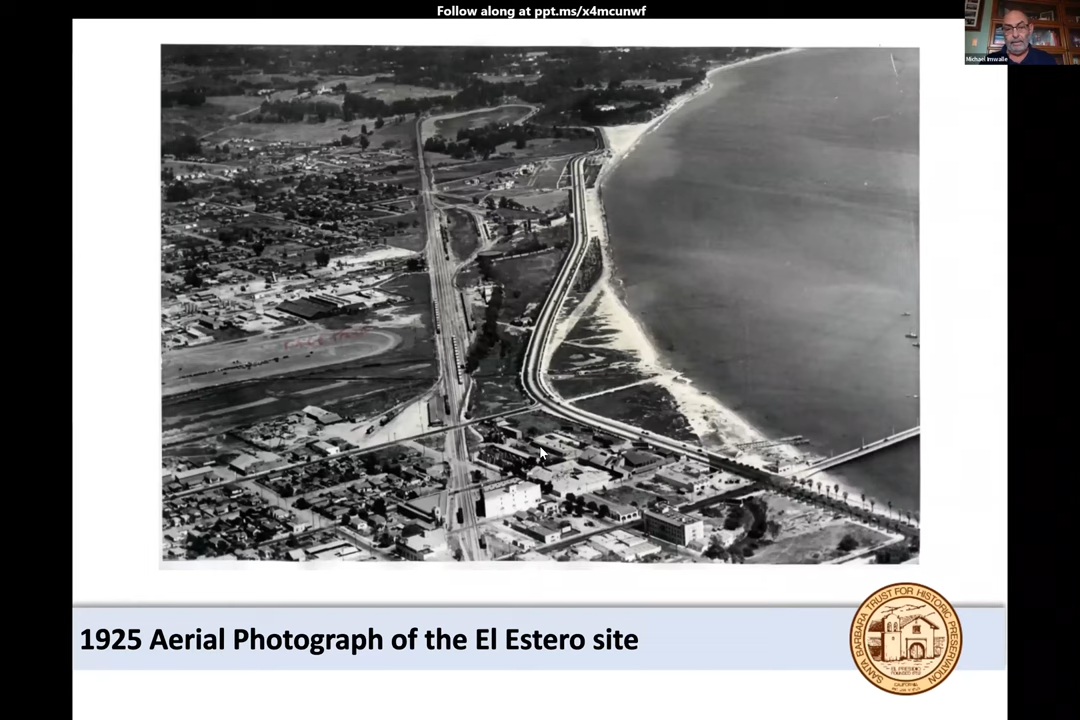 Follow along at ppt.ms/x4mcunwf
Michael Imwalle
1925 Aerial Photograph of the El Estero site
SANTA BARBARA TRUST FOR HISTORIC PRESERVATION
EL PRESIDIO
CALIFORNIA